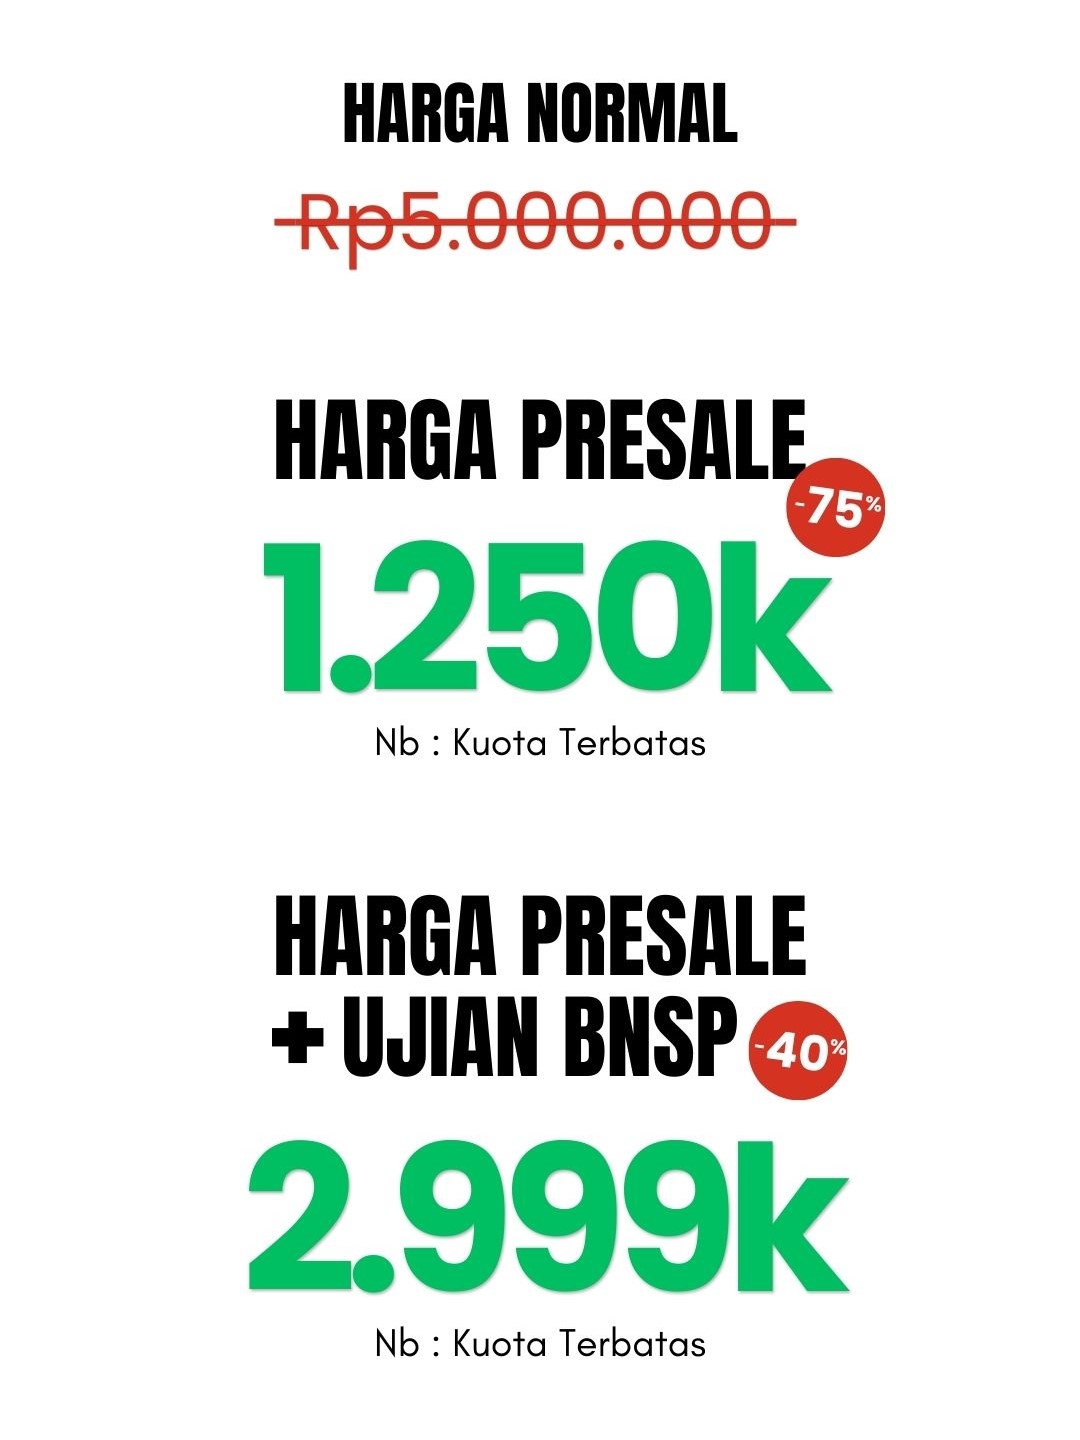 HARGA NORMAL
Rp5.000.000
HARGA PRESALE
-75%
1.250k
Nb : Kuota Terbatas
HARGA PRESALE
+ UJIAN BNSP
-40%
2.999k
Nb : Kuota Terbatas